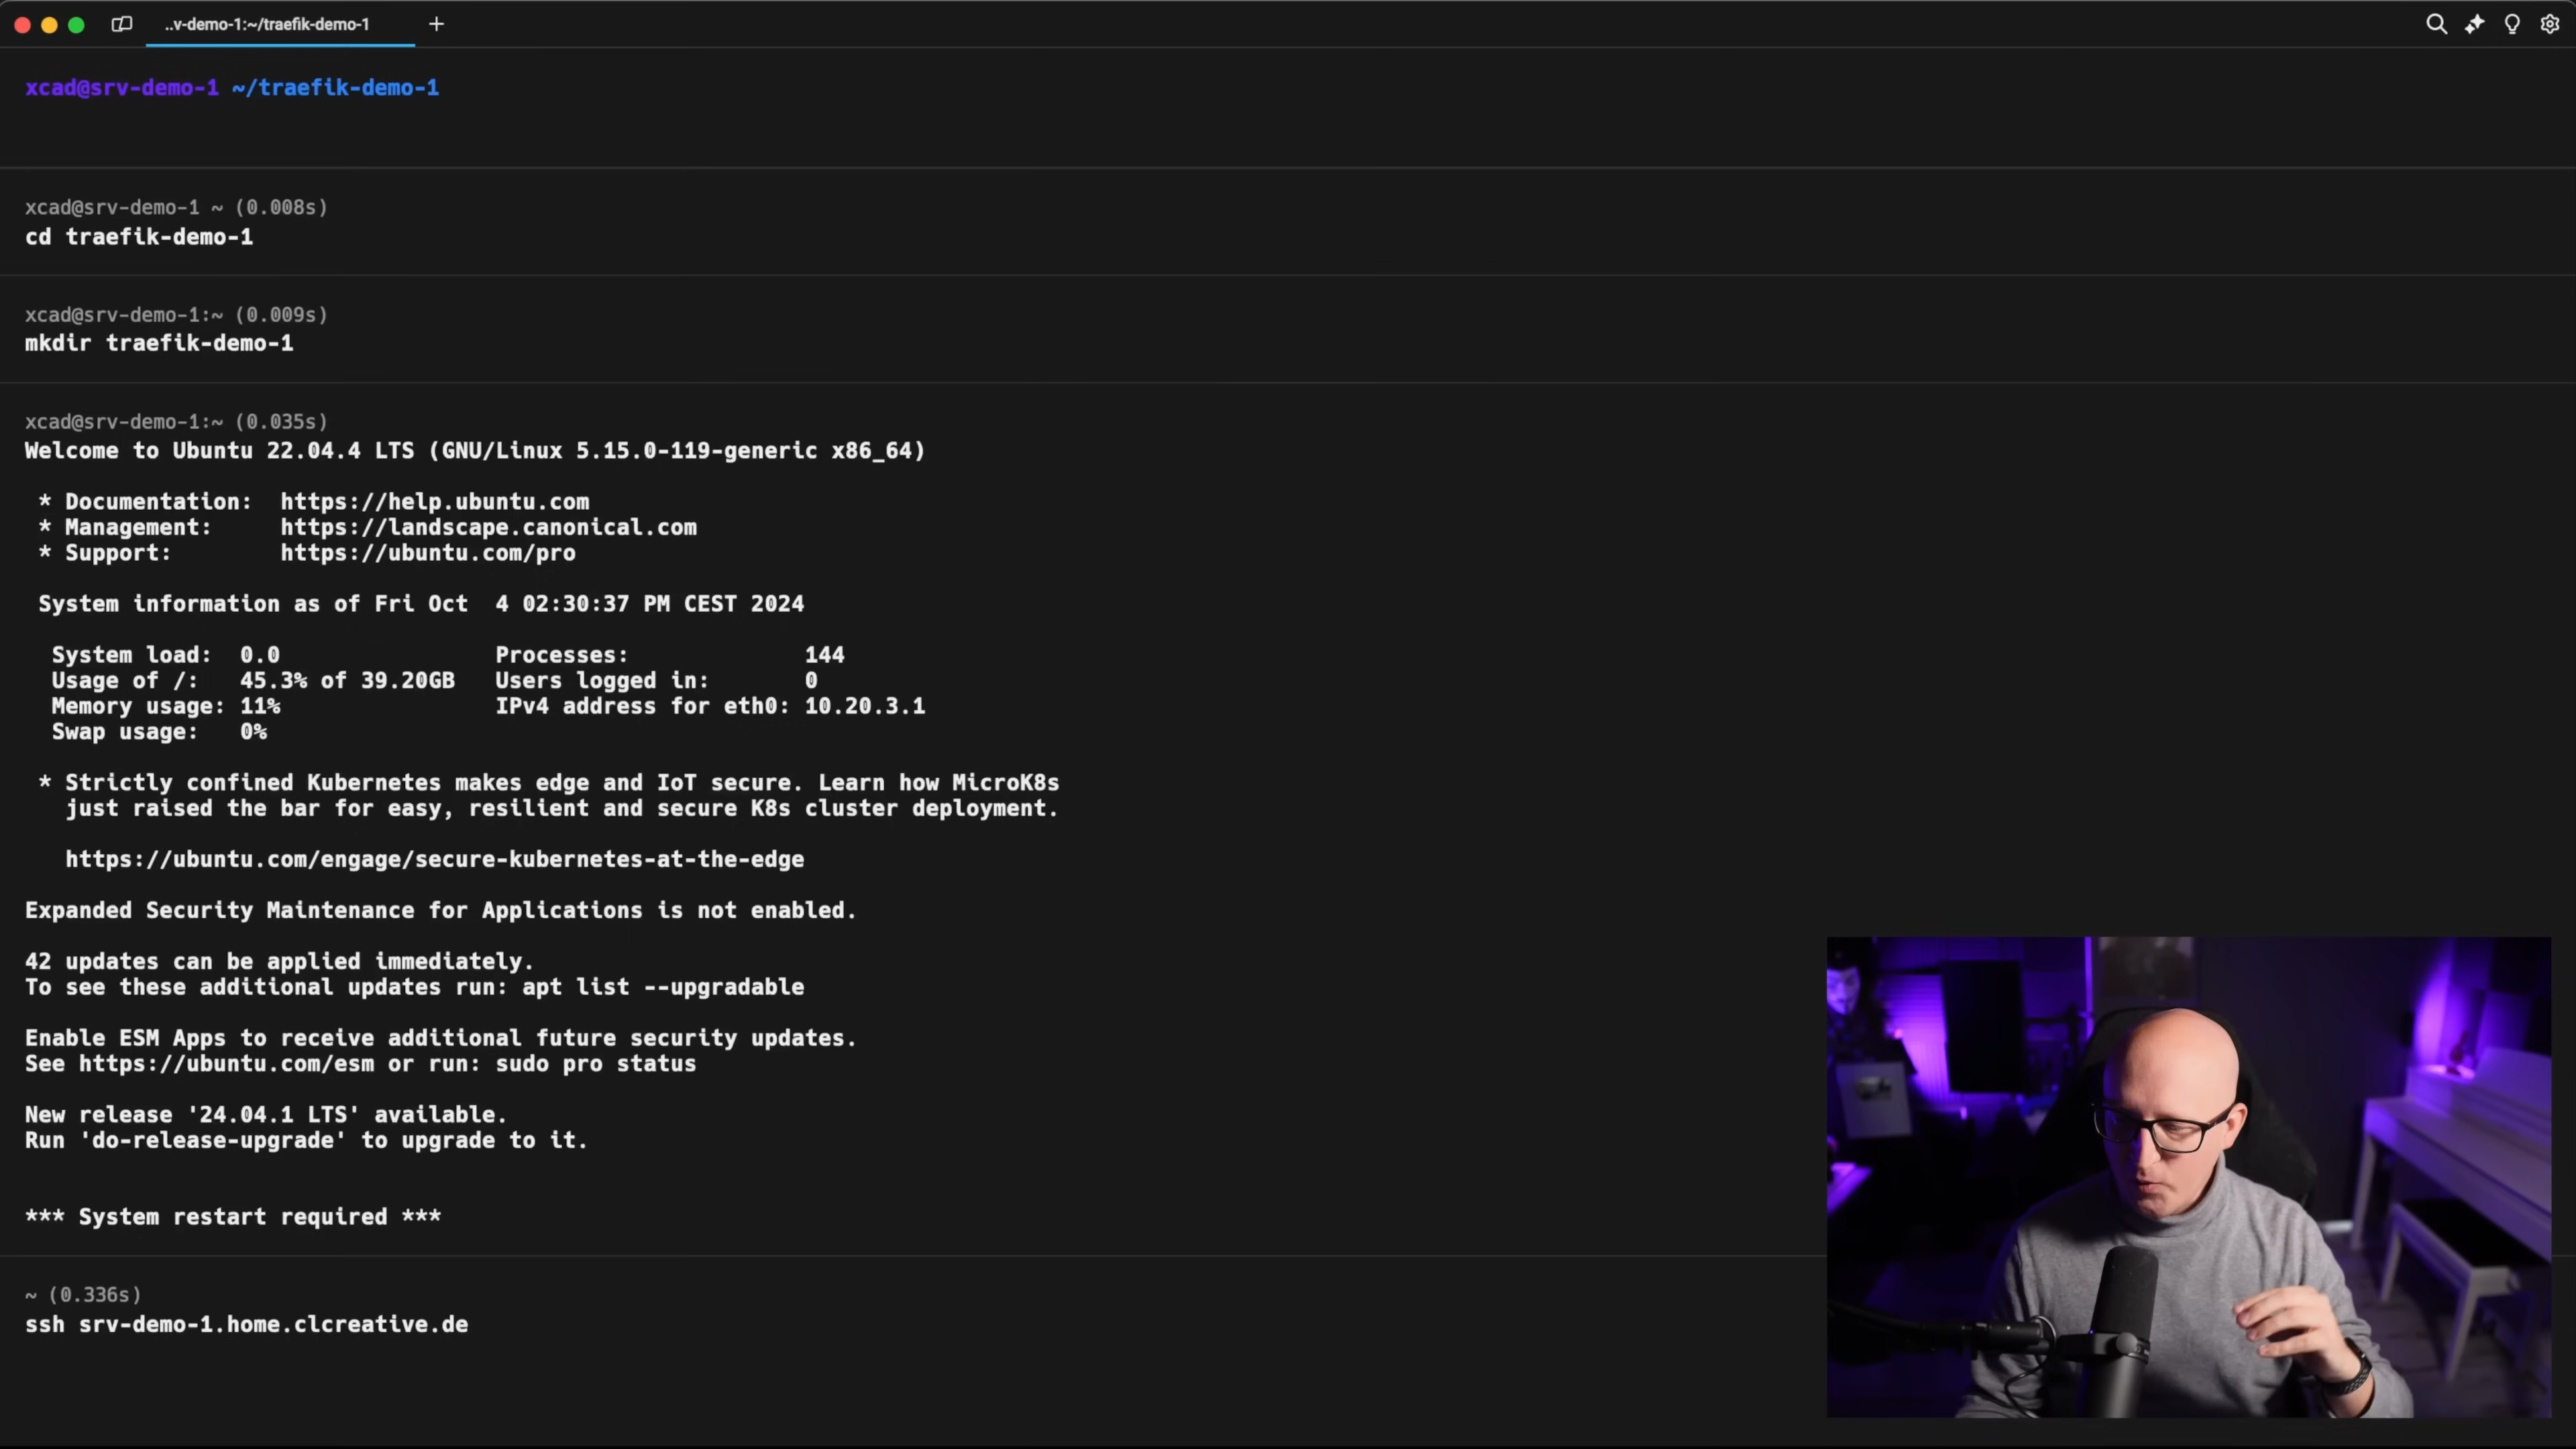 ..v-demo-1:~/traefik-demo-1
xcad@srv-demo-1 ~/traefik-demo-1
xcad@srv-demo-1 ~ (0.008s)
cd traefik-demo-1
xcad@srv-demo-1:~ (0.009s)
mkdir traefik-demo-1
xcad@srv-demo-1:~ (0.035s)
Welcome to Ubuntu 22.04.4 LTS (GNU/Linux 5.15.0-119-generic x86_64)
* Documentation:  https://help.ubuntu.com
* Management:     https://landscape.canonical.com
* Support:        https://ubuntu.com/pro
System information as of Fri Oct  4 02:30:37 PM CEST 2024
System load:  0.0                Processes:             144
Usage of /:   45.3% of 39.20GB   Users logged in:       0
Memory usage: 11%                IPv4 address for eth0: 10.20.3.1
Swap usage:   0%
* Strictly confined Kubernetes makes edge and IoT secure. Learn how MicroK8s
just raised the bar for easy, resilient and secure K8s cluster deployment.
https://ubuntu.com/engage/secure-kubernetes-at-the-edge
Expanded Security Maintenance for Applications is not enabled.
42 updates can be applied immediately.
To see these additional updates run: apt list --upgradable
Enable ESM Apps to receive additional future security updates.
See https://ubuntu.com/esm or run: sudo pro status
New release '24.04.1 LTS' available.
Run 'do-release-upgrade' to upgrade to it.
*** System restart required ***
~ (0.336s)
ssh srv-demo-1.home.clcreative.de